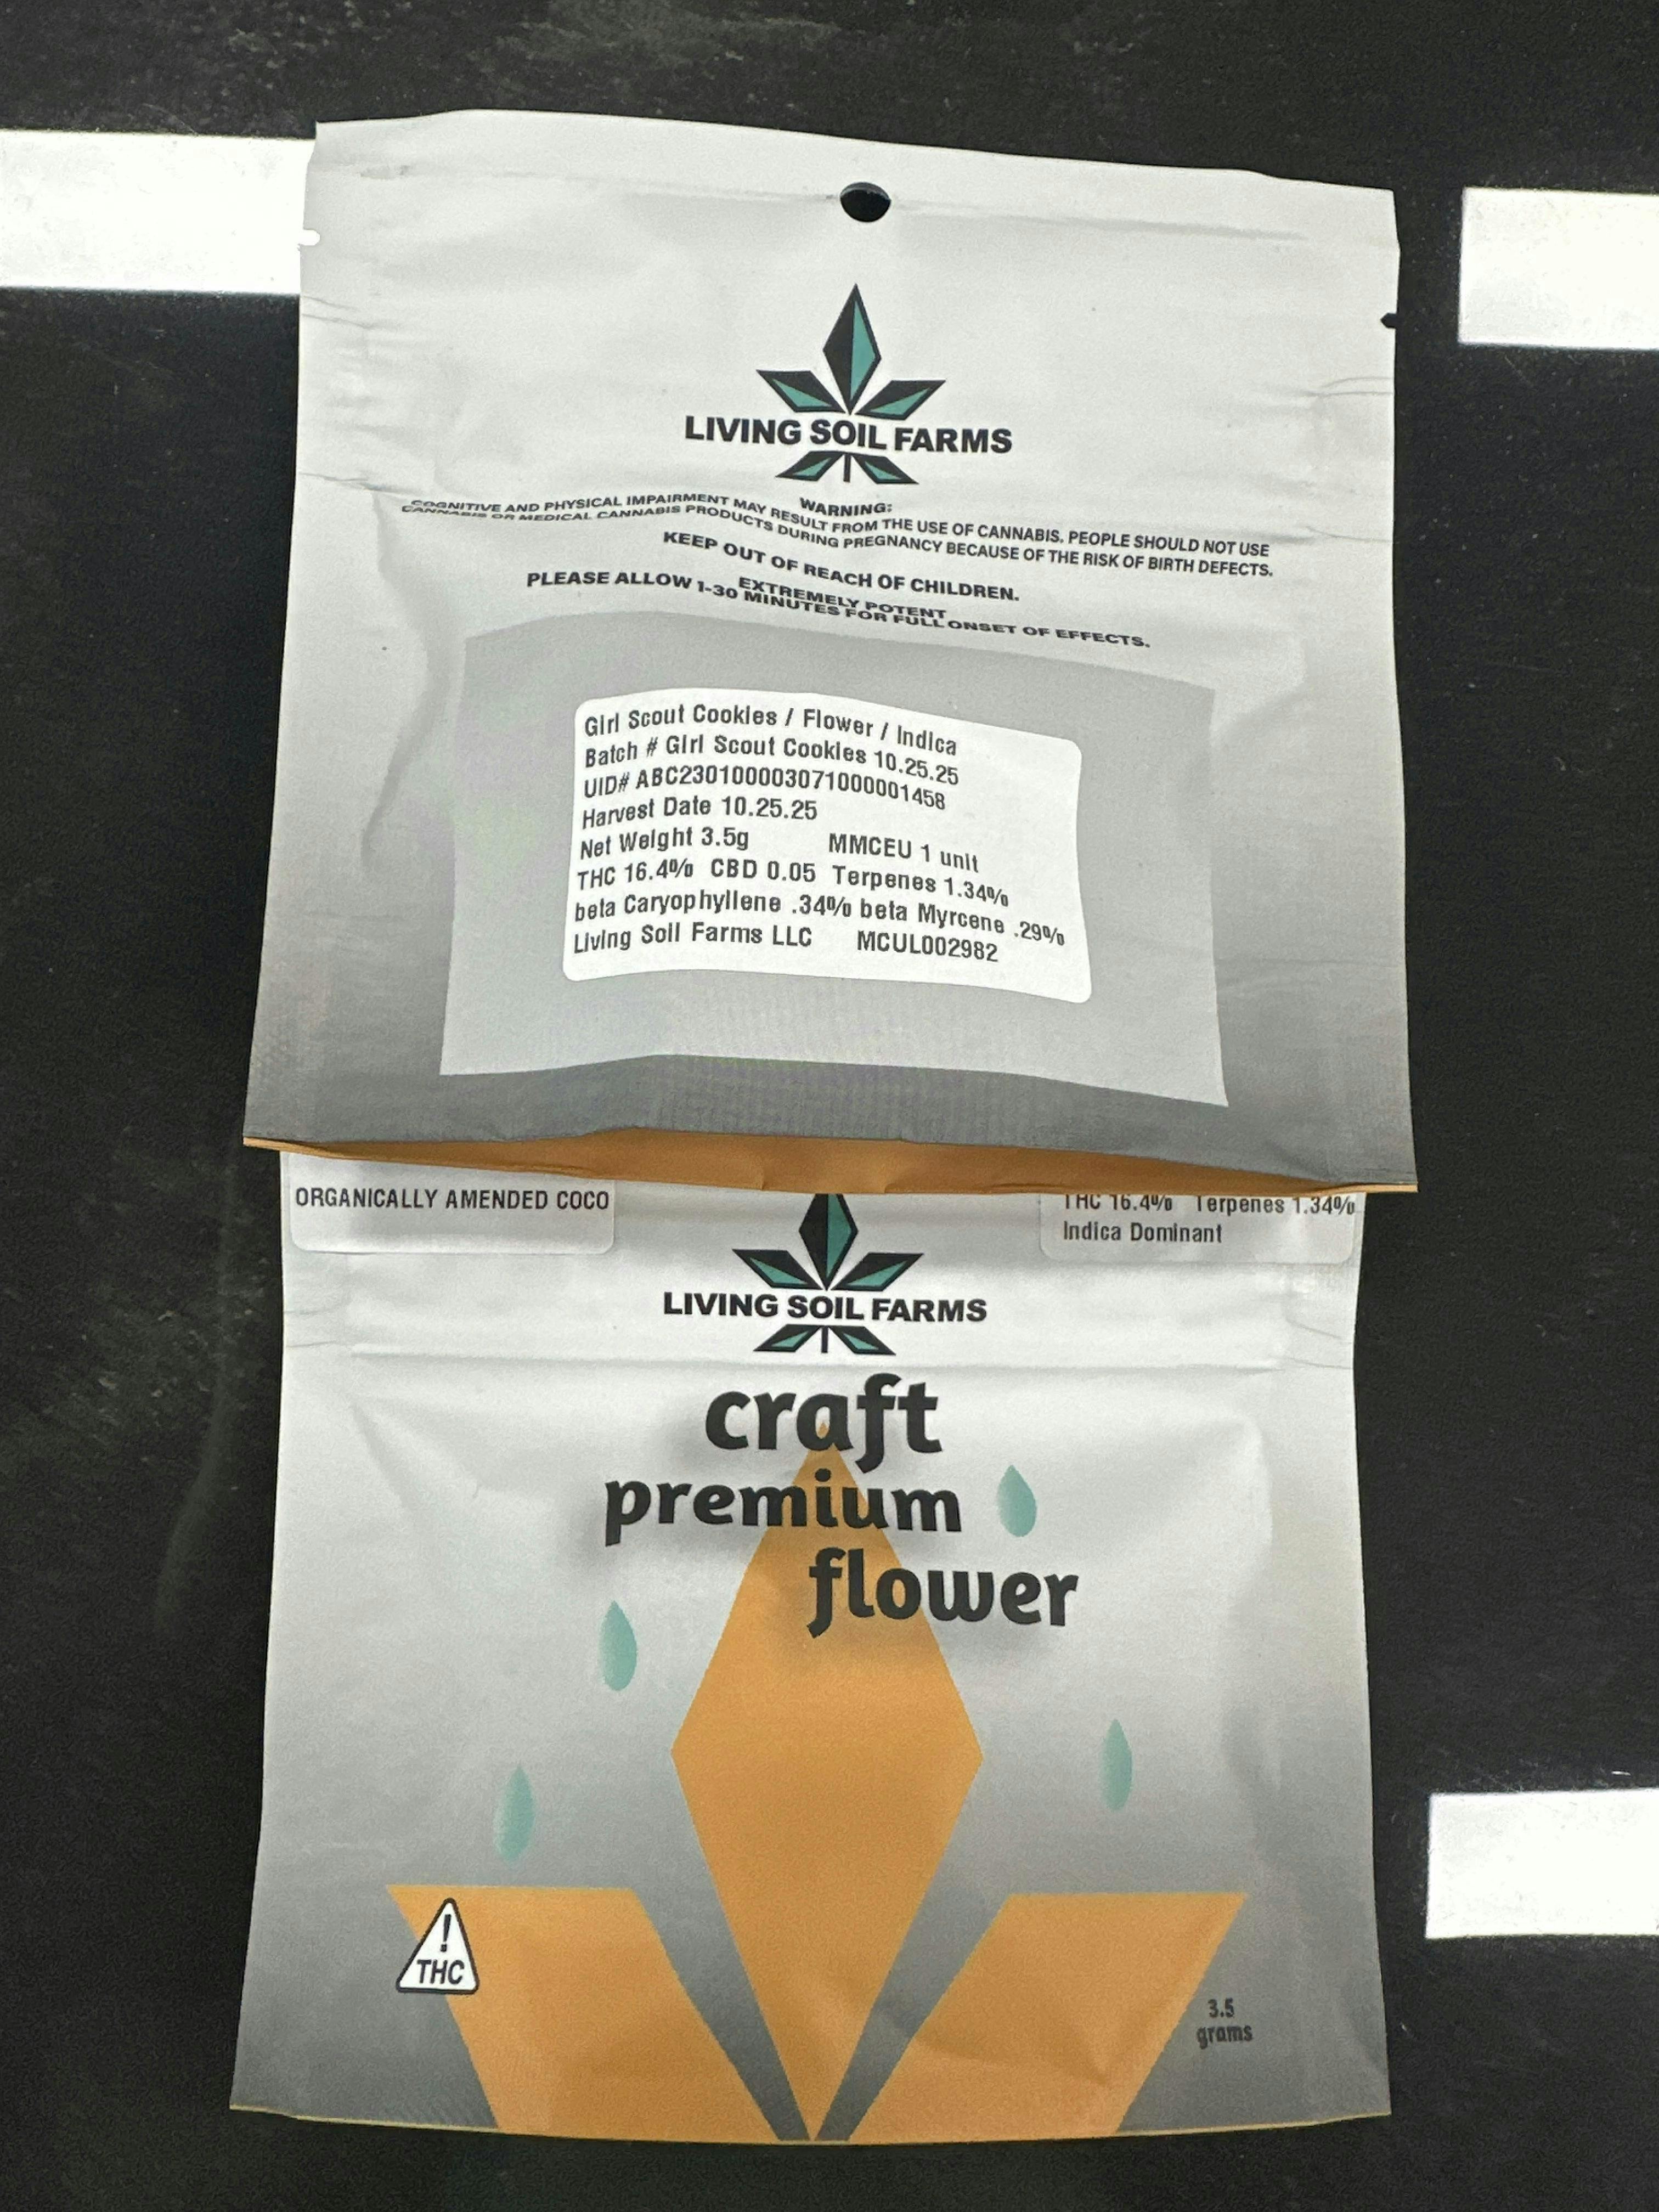 LIVING SOIL FARMS
WARNING:
COGNITIVE AND PHYSICAL IMPAIRMENT MAY RESULT FROM THE USE OF CANNABIS. PEOPLE SHOULD NOT USE
CANNABIS OR MEDICAL CANNABIS PRODUCTS DURING PREGNANCY BECAUSE OF THE RISK OF BIRTH DEFECTS.
KEEP OUT OF REACH OF CHILDREN.
EXTREMELY POTENT
PLEASE ALLOW 1-30 MINUTES FOR FULL ONSET OF EFFECTS.
Girl Scout Cookies / Flower / Indica
Batch # Girl Scout Cookies 10.25.25
UID# ABC230100003071000001458
Harvest Date 10.25.25
Net Weight 3.5g MMCEU 1 unit
THC 16.4% CBD 0.05 Terpenes 1.34%
beta Caryophyllene .34% beta Myrcene .29%
Living Soil Farms LLC MCUL002982
ORGANICALLY AMENDED COCO
THC 16.4% Terpenes 1.34%
Indica Dominant
LIVING SOIL FARMS
craft
premium
flower
!
THC
3.5
grams